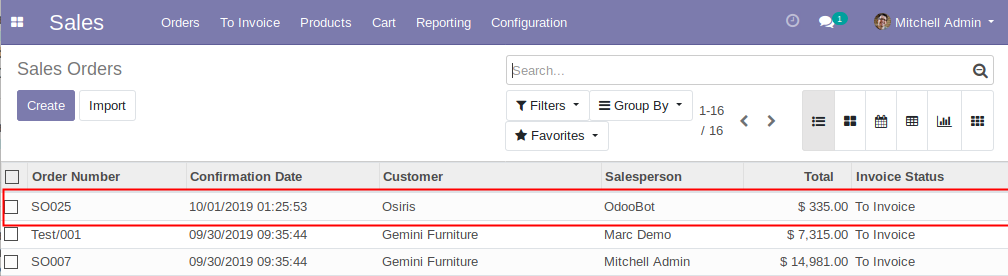 Sales Orders To Invoice Products Cart Reporting Configuration 1 Mitchell Admin
Sales Orders
Search...
Create Import
Filters Group By 1-16 / 16
Favorites
Order Number Confirmation Date Customer Salesperson Total Invoice Status
SO025 10/01/2019 01:25:53 Osiris OdooBot $ 335.00 To Invoice
Test/001 09/30/2019 09:35:44 Gemini Furniture Marc Demo $ 7,315.00 To Invoice
SO007 09/30/2019 09:35:44 Gemini Furniture Mitchell Admin $ 14,981.00 To Invoice